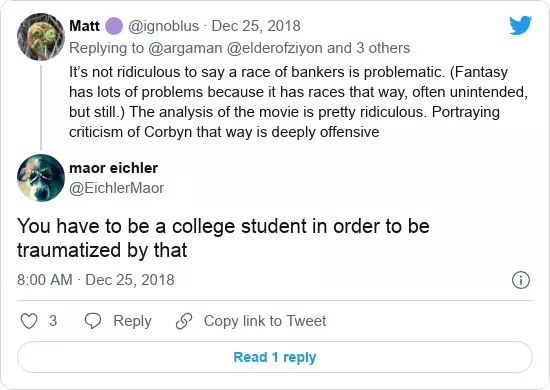 Matt @ignoblus · Dec 25, 2018
Replying to @argaman @elderofziyon and 3 others
It’s not ridiculous to say a race of bankers is problematic. (Fantasy
has lots of problems because it has races that way, often unintended,
but still.) The analysis of the movie is pretty ridiculous. Portraying
criticism of Corbyn that way is deeply offensive
maor eichler
@EichlerMaor
You have to be a college student in order to be
traumatized by that
8:00 AM · Dec 25, 2018
3 Reply Copy link to Tweet
Read 1 reply